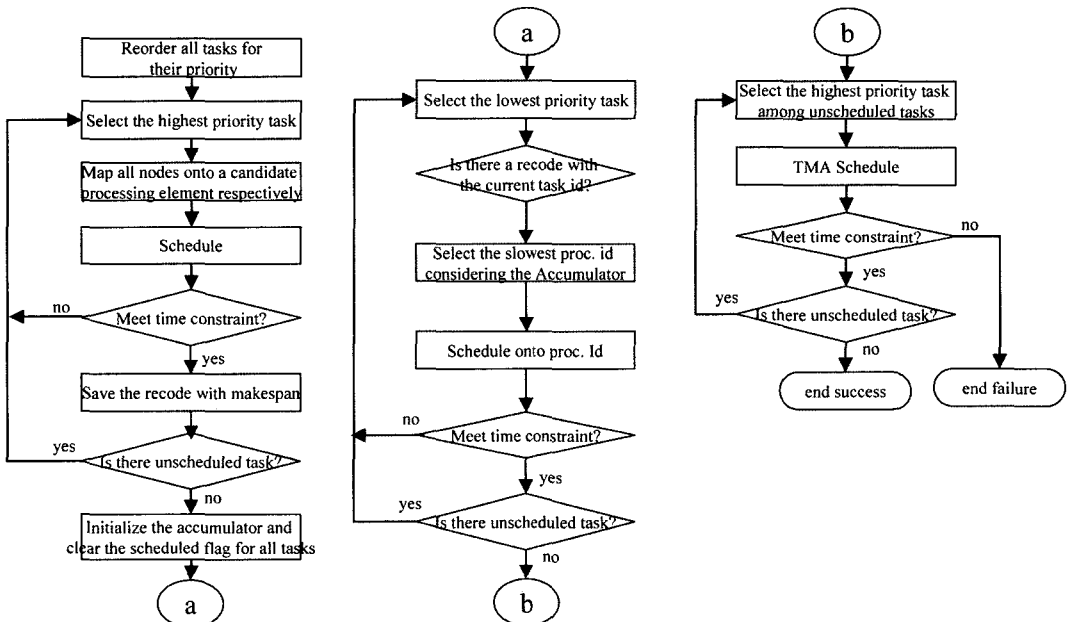 Reorder all tasks for
their priority
Select the highest priority task
Map all nodes onto a candidate
processing element respectively
Schedule
no
Meet time constraint?
yes
Save the recode with makespan
yes
Is there unscheduled task?
no
Initialize the accumulator and
clear the scheduled flag for all tasks
a
a
Select the lowest priority task
Is there a recode with
the current task id?
Select the slowest proc. id
considering the Accumulator
Schedule onto proc. Id
no
Meet time constraint?
yes
yes
Is there unscheduled task?
no
b
b
Select the highest priority task
among unscheduled tasks
TMA Schedule
no
Meet time constraint?
yes
yes
Is there unscheduled task?
no
end success
end failure